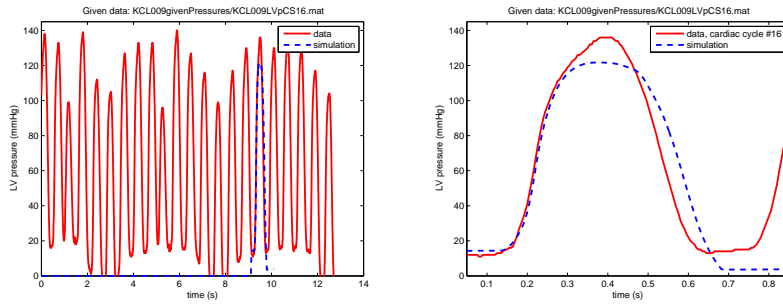 Given data: KCL009givenPressures/KCL009LVpCS16.mat
data
simulation
LV pressure (mmHg)
140
120
100
80
60
40
20
0
0 2 4 6 8 10 12 14
time (s)
Given data: KCL009givenPressures/KCL009LVpCS16.mat
data, cardiac cycle #16
simulation
LV pressure (mmHg)
140
120
100
80
60
40
20
0
0.1 0.2 0.3 0.4 0.5 0.6 0.7 0.8
time (s)